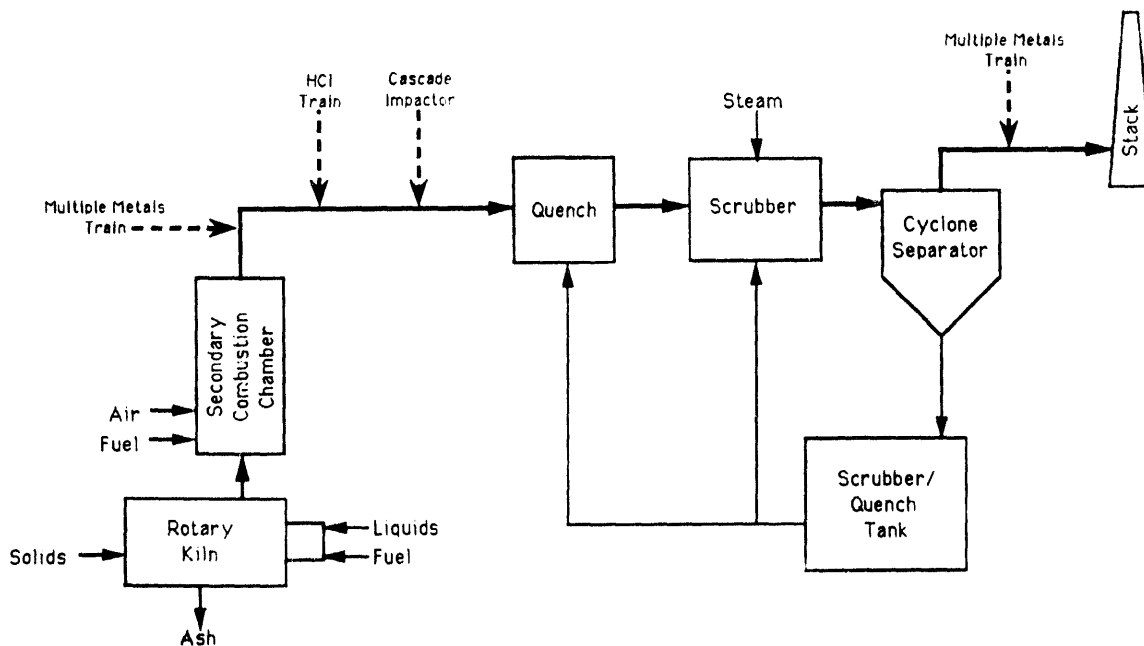 Multiple Metals
Train
HCl
Train
Cascade
Impactor
Steam
Stack
Multiple Metals
Train
Quench
Scrubber
Cyclone
Separator
Secondary
Combustion
Chamber
Air
Fuel
Scrubber/
Quench
Tank
Rotary
Kiln
Liquids
Fuel
Solids
Ash